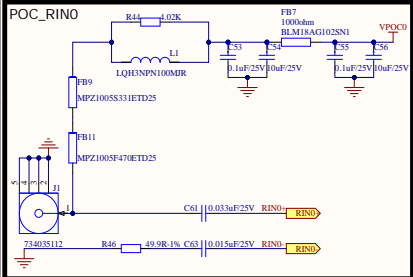 POC_RIN0
R44 4.02K
L1
LQH3NPN100MJR
FB7
1000ohm
BLM18AG102SN1
VPOC0
C53 C54 C55 C56
0.1uF/25V 10uF/25V 0.1uF/25V 10uF/25V
FB9
MPZ1005S331ETD25
FB11
MPZ1005F470ETD25
5 4 3 2
J1
1
C61 0.033uF/25V RIN0+ RIN0+
734035112 R46 49.9R-1% C63 0.015uF/25V RIN0- RIN0-